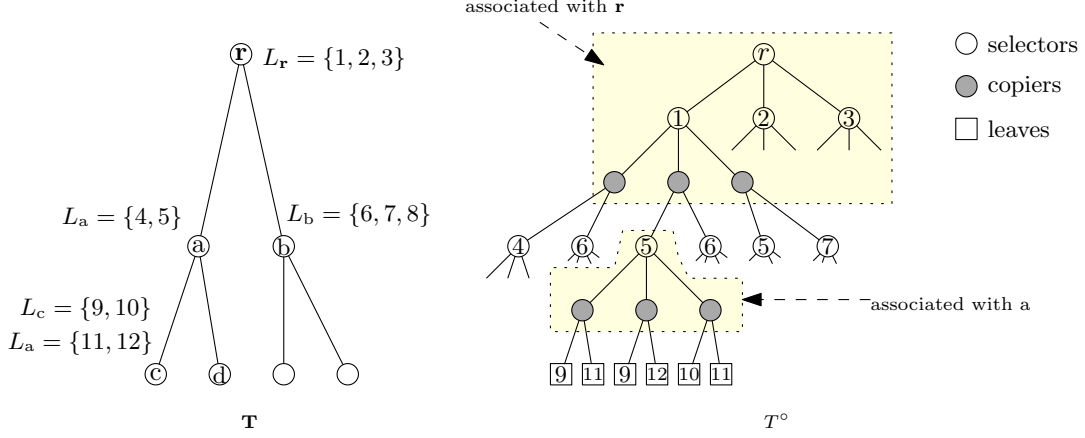 associated with r
r
L_r = {1, 2, 3}
r
selectors
copiers
leaves
1
2
3
L_a = {4, 5}
L_b = {6, 7, 8}
a
b
4
6
5
6
5
7
L_c = {9, 10}
L_a = {11, 12}
associated with a
c
d
9
11
9
12
10
11
T
T°